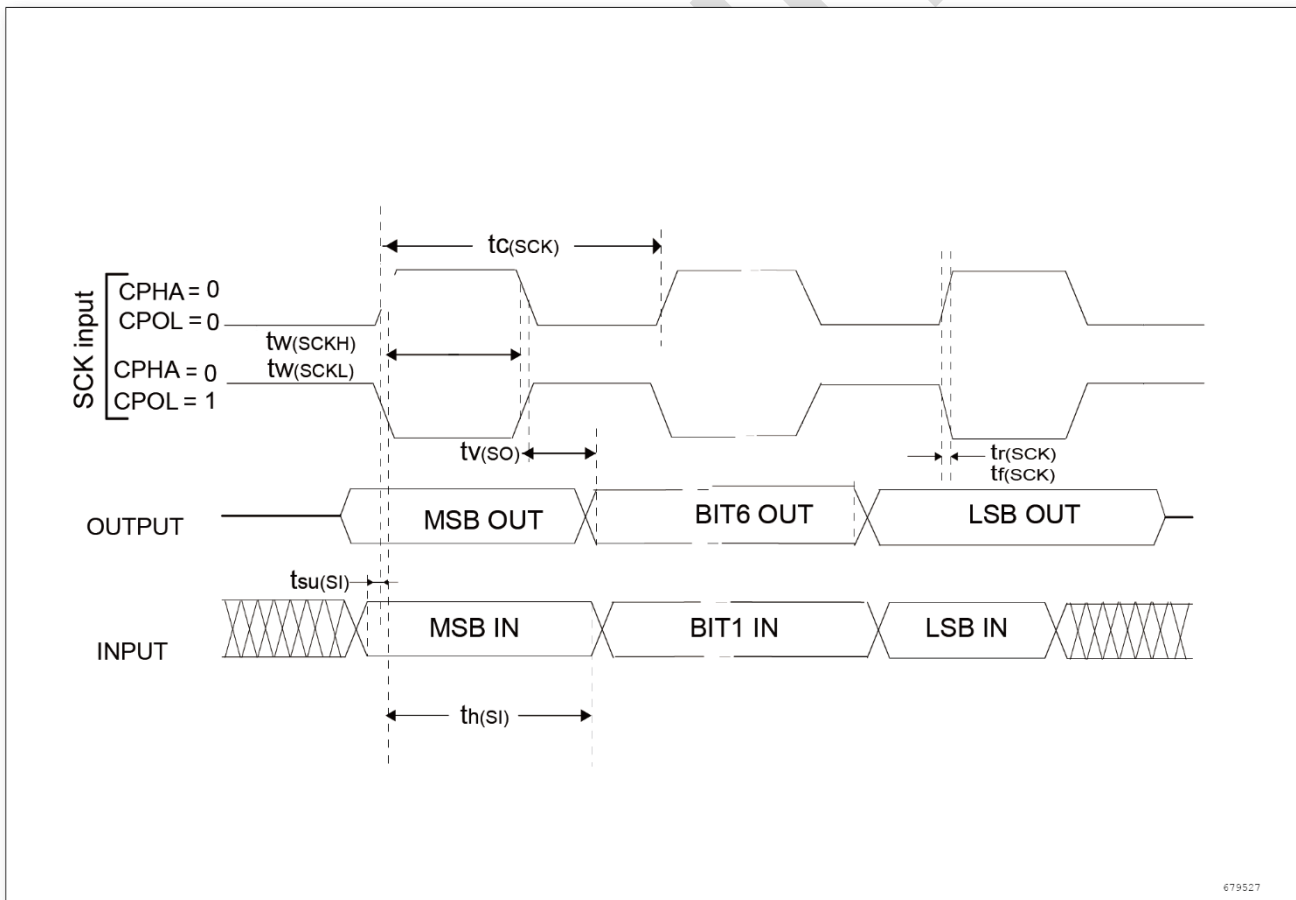 tc(SCK)
SCK input
CPHA = 0
CPOL = 0
tw(SCKH)
tw(SCKL)
CPHA = 0
CPOL = 1
tv(SO)
tr(SCK)
tf(SCK)
OUTPUT
MSB OUT
BIT6 OUT
LSB OUT
tsu(SI)
INPUT
MSB IN
BIT1 IN
LSB IN
th(SI)
679527